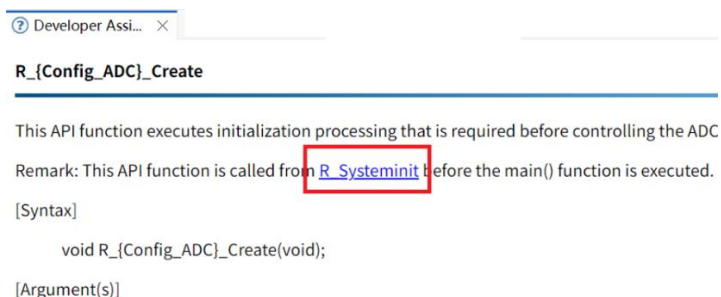 Developer Assi...
R_{Config_ADC}_Create
This API function executes initialization processing that is required before controlling the ADC
Remark: This API function is called from R_Systeminit before the main() function is executed.
[Syntax]
void R_{Config_ADC}_Create(void);
[Argument(s)]